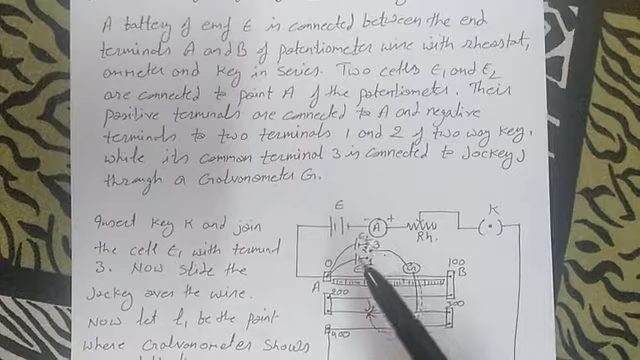 A battery of emf E is connected between the end
terminals A and B of potentiometer wire with rheostat,
ammeter and Key in series. Two cells E₁ and E₂
are connected to point A of the potentiometer. Their
positive terminals are connected to A and negative
terminals to two terminals 1 and 2 of two way key,
while its common terminal 3 is connected to Jockey J
through a Galvanometer G.
Insert Key K and join
the cell E₁ with terminal
3. Now slide the
Jockey over the wire.
Now let l₁ be the point
where Galvanometer shows
E
- A +
Rh.
K
3
0
A
100
B
200
300
400